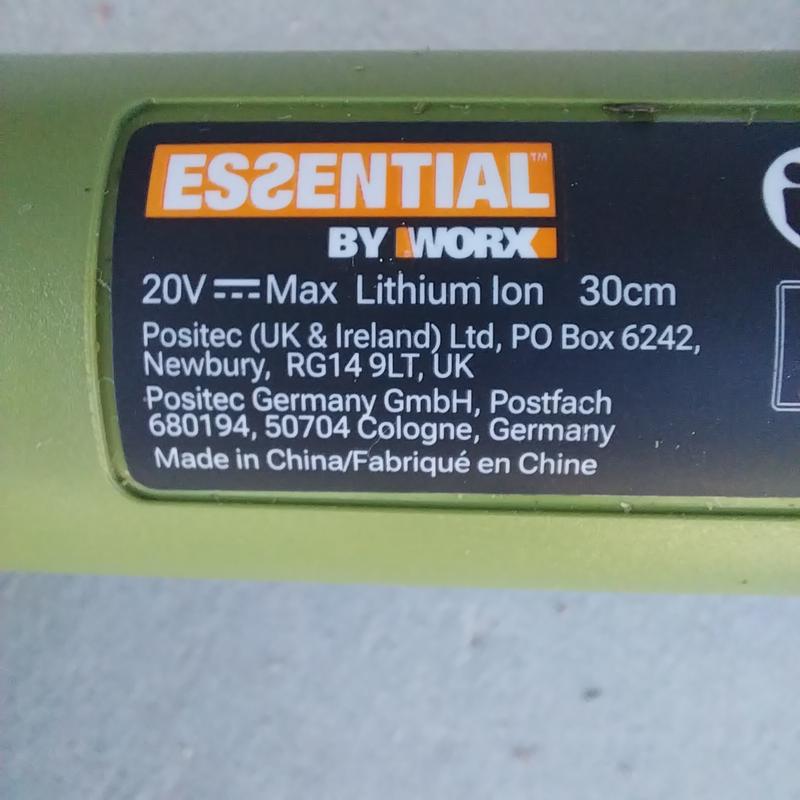 ESSENTIAL™
BY WORX
20V ⎓ Max Lithium Ion 30cm
Positec (UK & Ireland) Ltd, PO Box 6242,
Newbury, RG14 9LT, UK
Positec Germany GmbH, Postfach
680194, 50704 Cologne, Germany
Made in China/Fabriqué en Chine